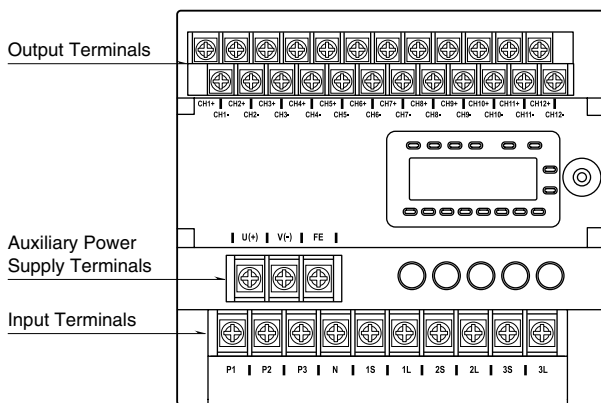 Output Terminals
CH1+ CH2+ CH3+ CH4+ CH5+ CH6+ CH7+ CH8+ CH9+ CH10+ CH11+ CH12+
CH1- CH2- CH3- CH4- CH5- CH6- CH7- CH8- CH9- CH10- CH11- CH12-
U(+) V(-) FE
Auxiliary Power
Supply Terminals
Input Terminals
P1 P2 P3 N 1S 1L 2S 2L 3S 3L